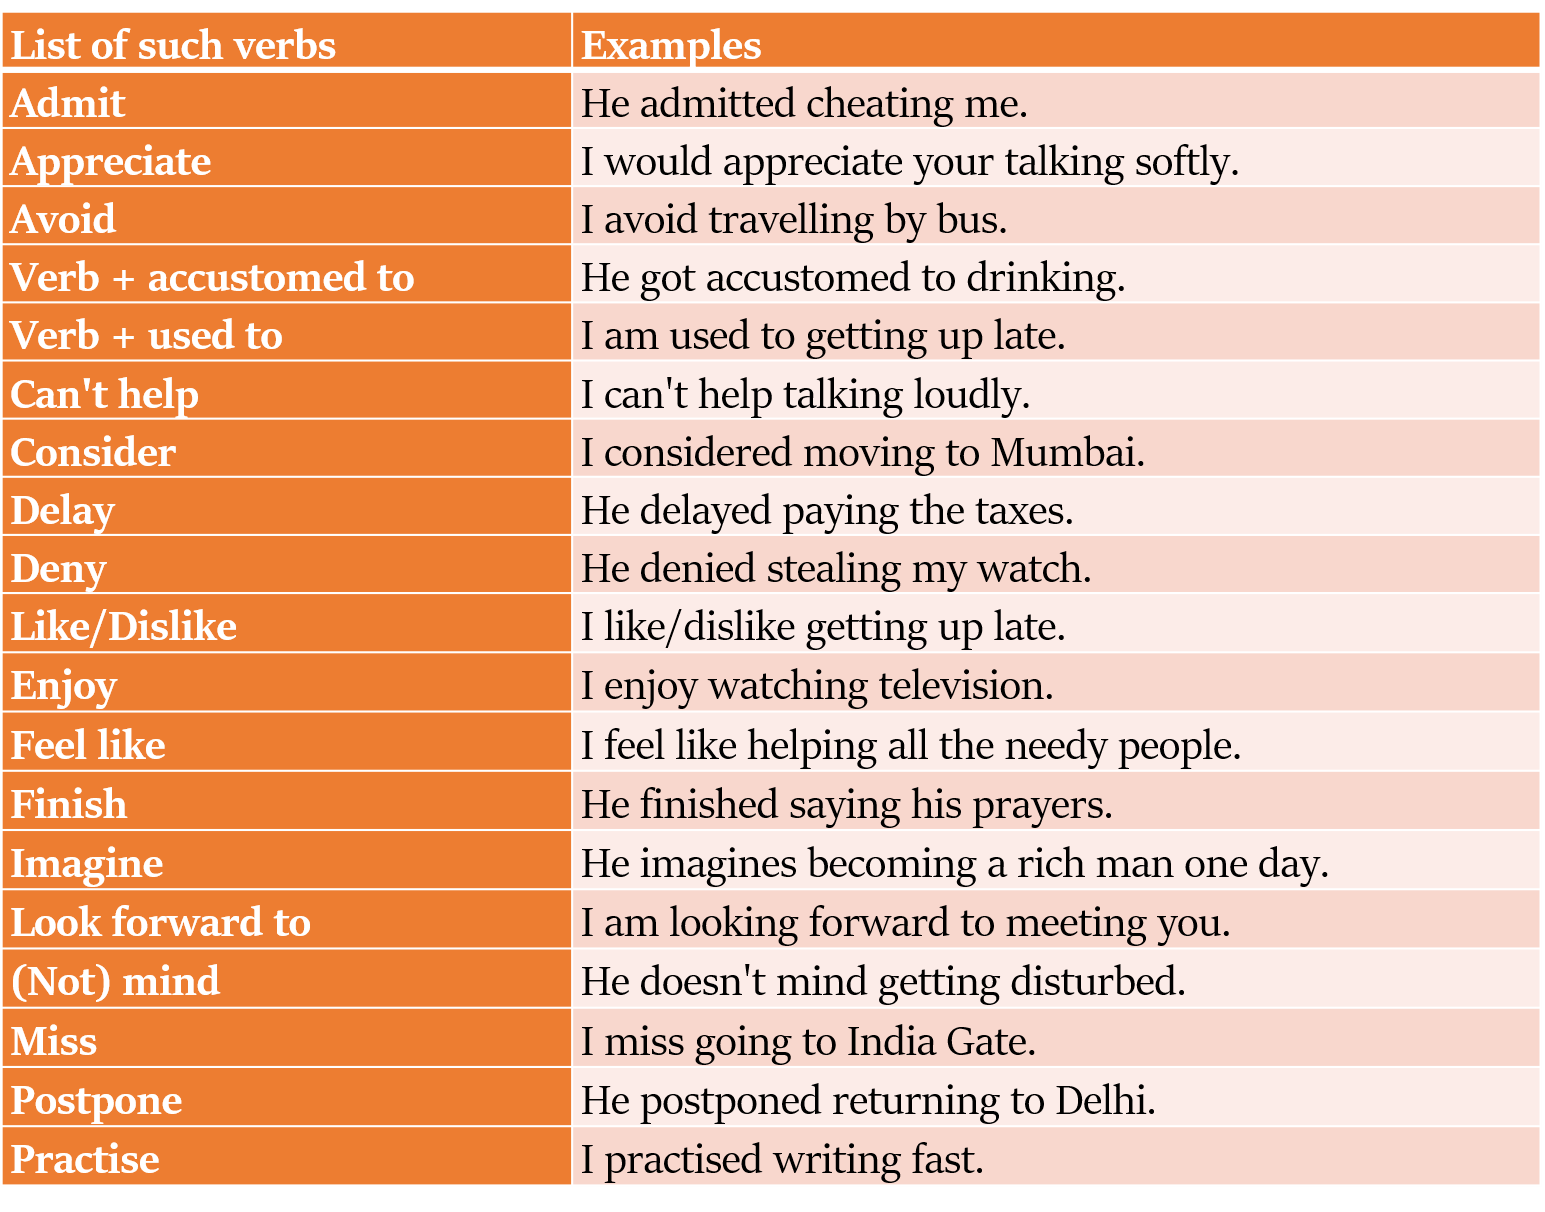 List of such verbs Examples
Admit He admitted cheating me.
Appreciate I would appreciate your talking softly.
Avoid I avoid travelling by bus.
Verb + accustomed to He got accustomed to drinking.
Verb + used to I am used to getting up late.
Can't help I can't help talking loudly.
Consider I considered moving to Mumbai.
Delay He delayed paying the taxes.
Deny He denied stealing my watch.
Like/Dislike I like/dislike getting up late.
Enjoy I enjoy watching television.
Feel like I feel like helping all the needy people.
Finish He finished saying his prayers.
Imagine He imagines becoming a rich man one day.
Look forward to I am looking forward to meeting you.
(Not) mind He doesn't mind getting disturbed.
Miss I miss going to India Gate.
Postpone He postponed returning to Delhi.
Practise I practised writing fast.